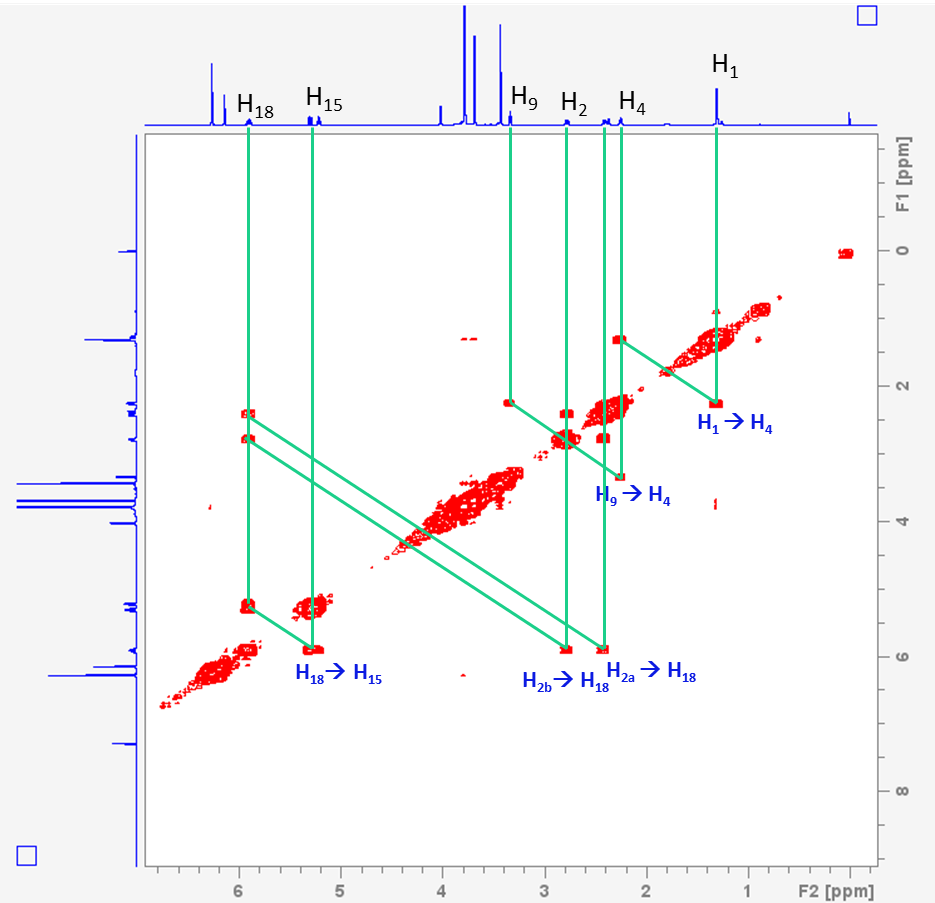 H1
H18 H15 H9 H2 H4
F1 [ppm]
0
2
H1 → H4
H9 → H4
4
6
H18 → H15
H2b → H18
H2a → H18
8
6 5 4 3 2 1 F2 [ppm]